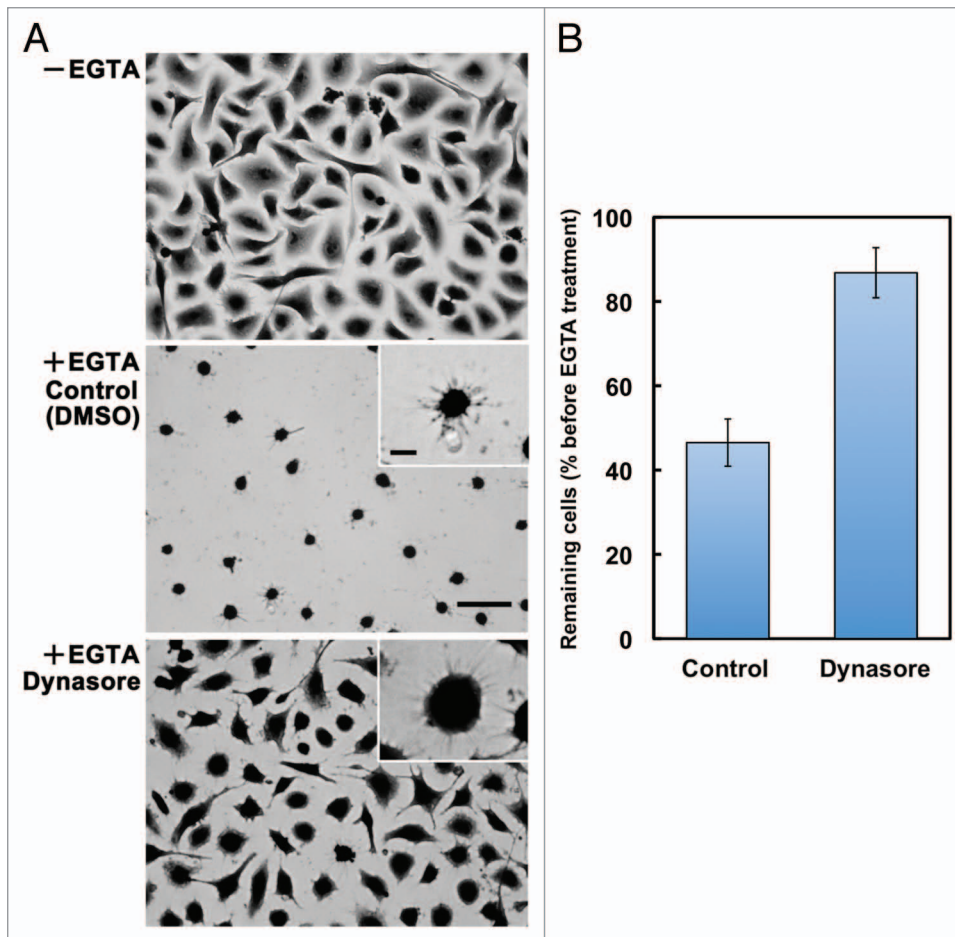 A
−EGTA
+EGTA
Control
(DMSO)
+EGTA
Dynasore
B
Remaining cells (% before EGTA treatment)
100
80
60
40
20
0
Control
Dynasore